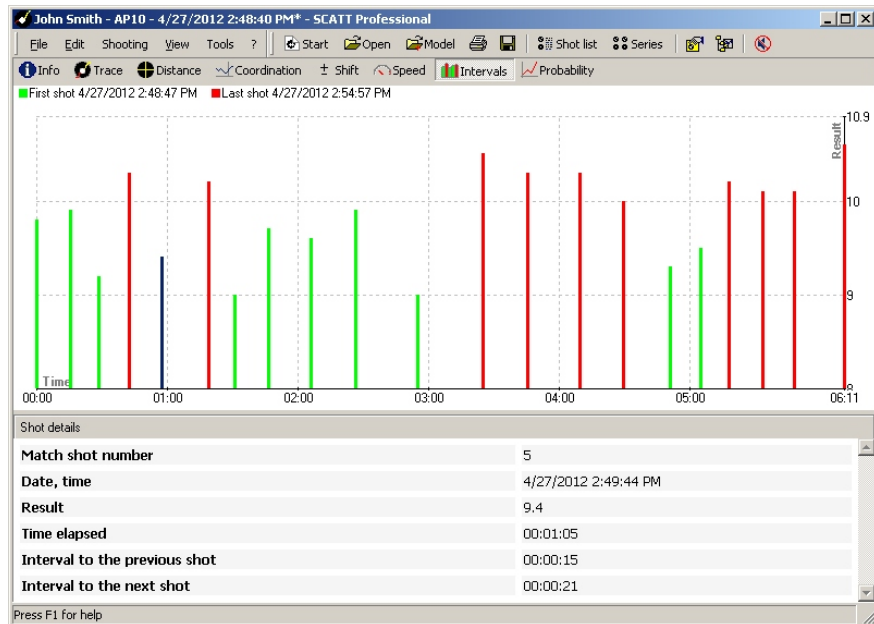 John Smith - AP10 - 4/27/2012 2:48:40 PM* - SCATT Professional
File Edit Shooting View Tools ? Start Open Model Shot list Series
Info Trace Distance Coordination ± Shift Speed Intervals Probability
First shot 4/27/2012 2:48:47 PM Last shot 4/27/2012 2:54:57 PM
10.9
Result
10
9
8
Time
00:00 01:00 02:00 03:00 04:00 05:00 06:11
Shot details
Match shot number 5
Date, time 4/27/2012 2:49:44 PM
Result 9.4
Time elapsed 00:01:05
Interval to the previous shot 00:00:15
Interval to the next shot 00:00:21
Press F1 for help